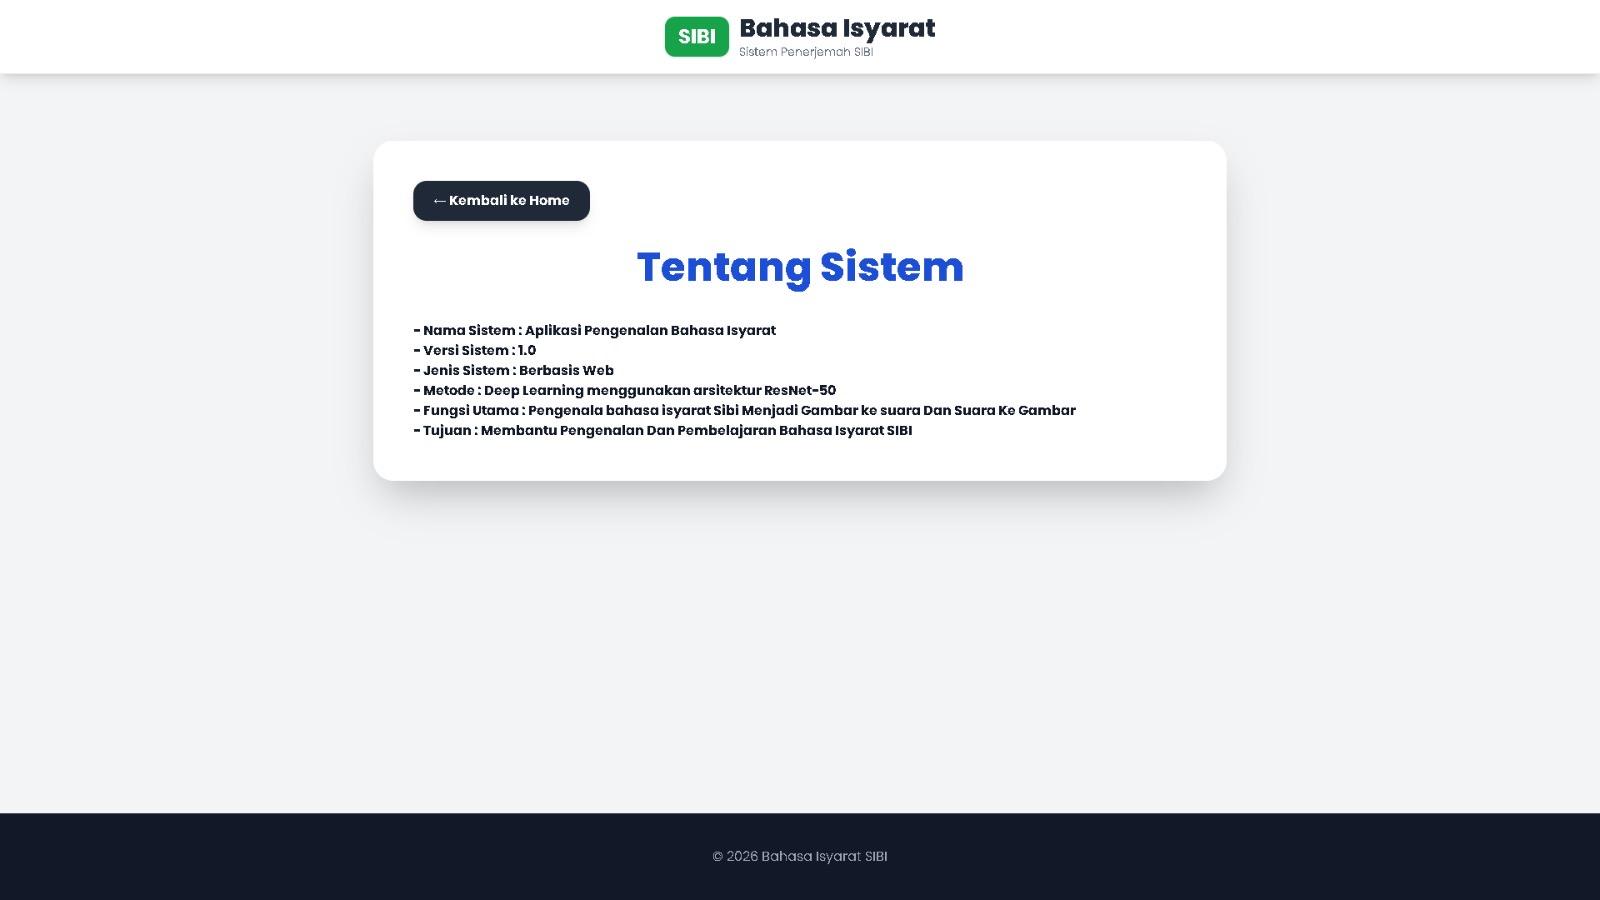 SIBI
Bahasa Isyarat
Sistem Penerjemah SIBI
← Kembali ke Home
Tentang Sistem
- Nama Sistem : Aplikasi Pengenalan Bahasa Isyarat
- Versi Sistem : 1.0
- Jenis Sistem : Berbasis Web
- Metode : Deep Learning menggunakan arsitektur ResNet-50
- Fungsi Utama : Pengenala bahasa isyarat Sibi Menjadi Gambar ke suara Dan Suara Ke Gambar
- Tujuan : Membantu Pengenalan Dan Pembelajaran Bahasa Isyarat SIBI
© 2026 Bahasa Isyarat SIBI